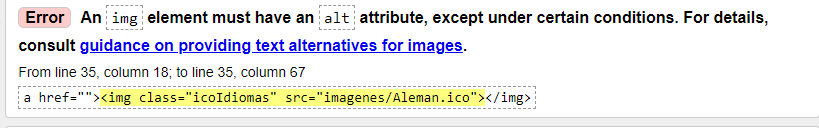 Error An img element must have an alt attribute, except under certain conditions. For details,
consult guidance on providing text alternatives for images.
From line 35, column 18; to line 35, column 67
a href=""><img class="icoIdiomas" src="imagenes/Aleman.ico"></img>